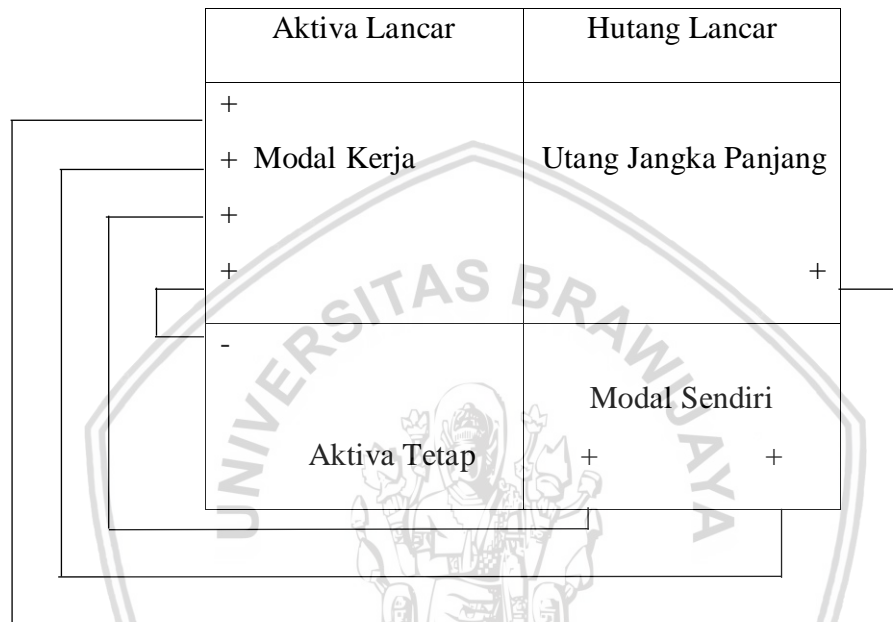 Aktiva Lancar Hutang Lancar
+
+ Modal Kerja Utang Jangka Panjang
+
+ +
-
Modal Sendiri
Aktiva Tetap + +
UNIVERSITAS BRAWIJAYA